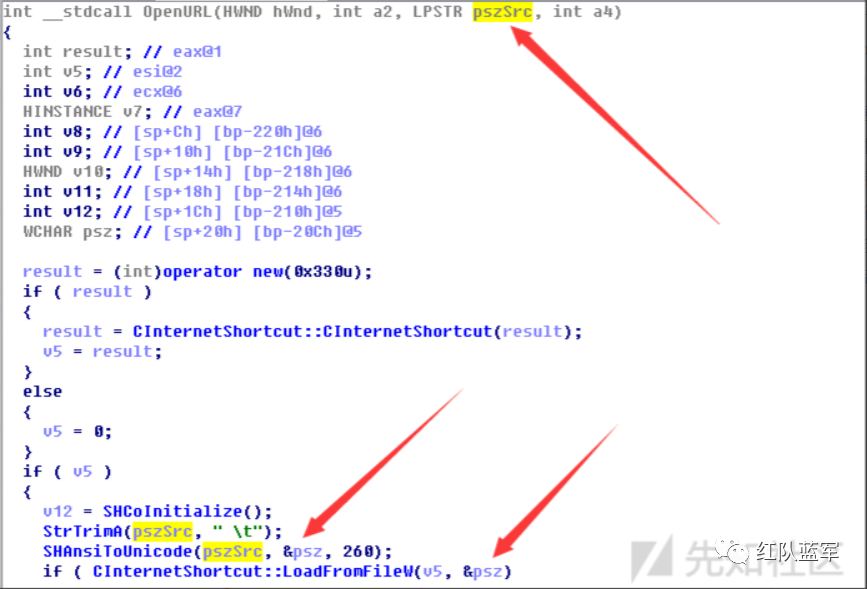 int __stdcall OpenURL(HWND hWnd, int a2, LPSTR pszSrc, int a4)
{
int result; // eax@1
int v5; // esi@2
int v6; // ecx@6
HINSTANCE v7; // eax@7
int v8; // [sp+Ch] [bp-220h]@6
int v9; // [sp+10h] [bp-21Ch]@6
HWND v10; // [sp+14h] [bp-218h]@6
int v11; // [sp+18h] [bp-214h]@6
int v12; // [sp+1Ch] [bp-210h]@5
WCHAR psz; // [sp+20h] [bp-20Ch]@5
result = (int)operator new(0x330u);
if ( result )
{
result = CInternetShortcut::CInternetShortcut(result);
v5 = result;
}
else
{
v5 = 0;
}
if ( v5 )
{
v12 = SHCoInitialize();
StrTrimA(pszSrc, " \t");
SHAnsiToUnicode(pszSrc, &psz, 260);
if ( CInternetShortcut::LoadFromFileW(v5, &psz)
先知社区
红队蓝军